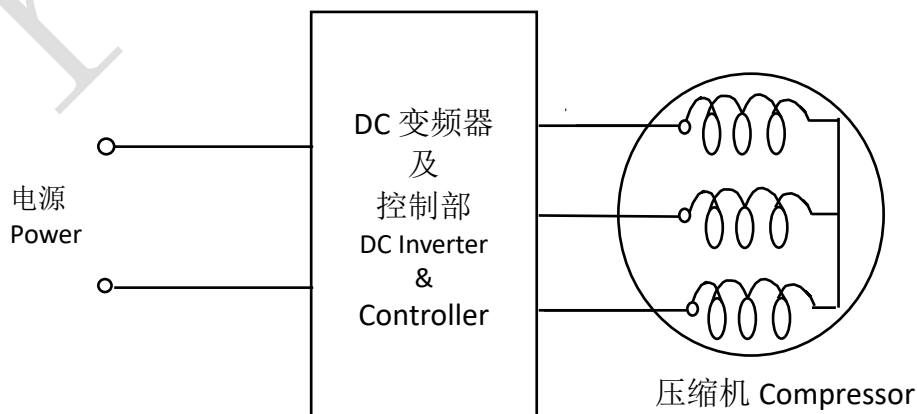 电源
Power
DC 变频器
及
控制部
DC Inverter
&
Controller
压缩机 Compressor